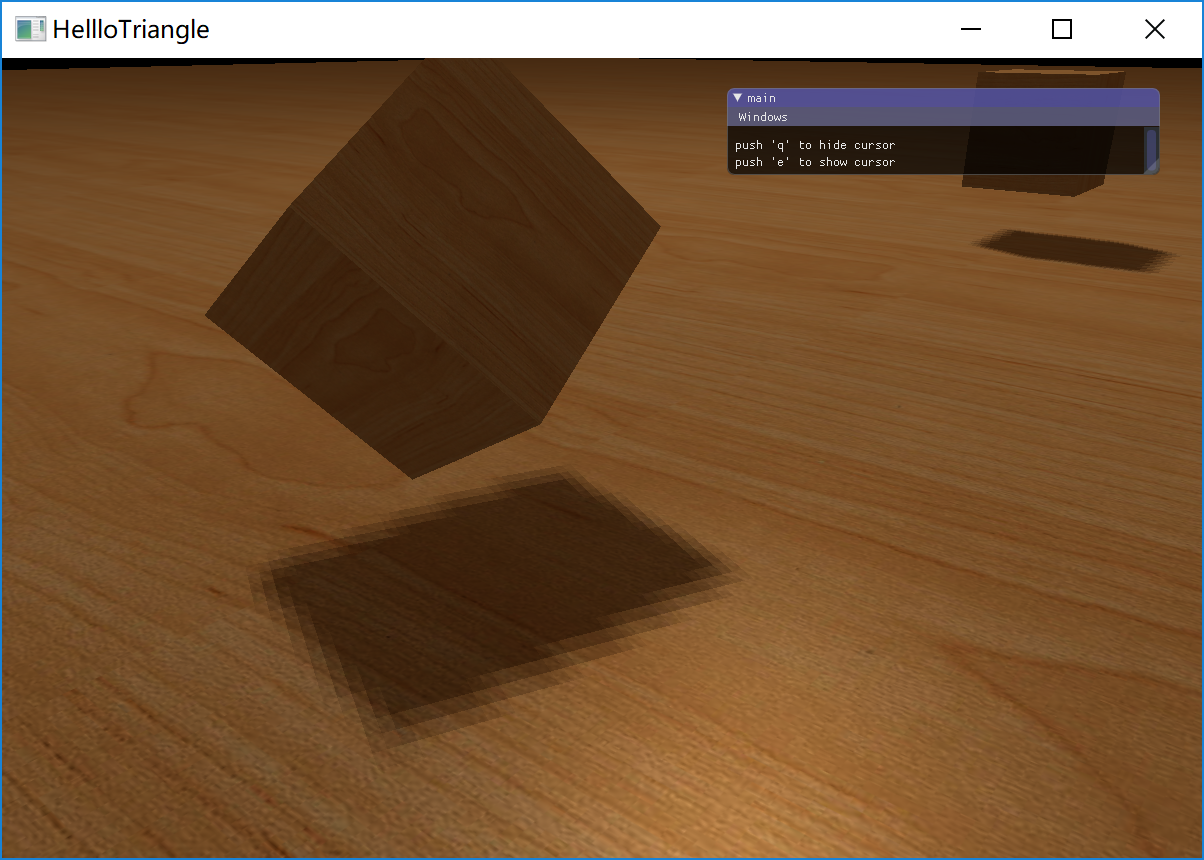 HellloTriangle
main
Windows
push 'q' to hide cursor
push 'e' to show cursor